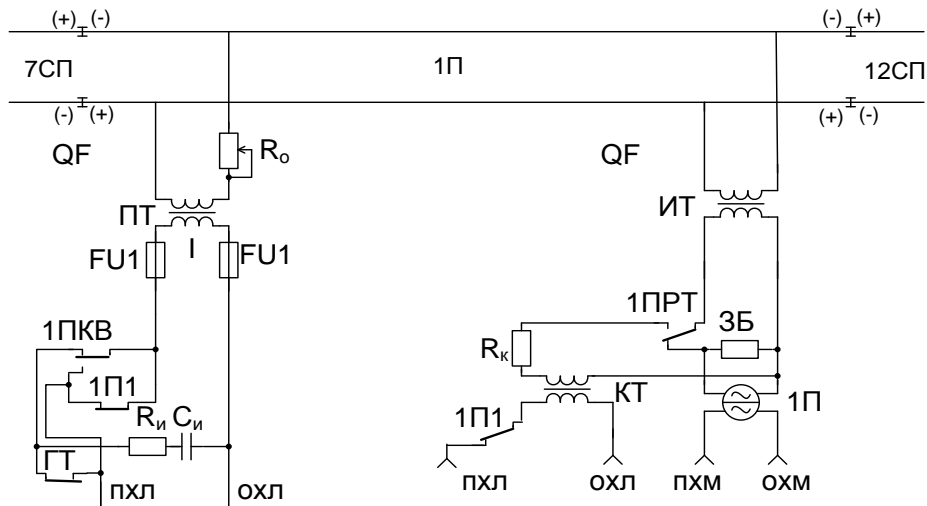 (+) (-)
(-) (+)
7СП
1П
12СП
(-) (+)
(+) (-)
QF
Rо
QF
ПТ
I
ИТ
FU1
FU1
1ПРТ
ЗБ
1ПКВ
Rк
1П1
КТ
1П
Rи Cи
1П1
ГТ
пхл
охл
пхл
охл
пхм
охм